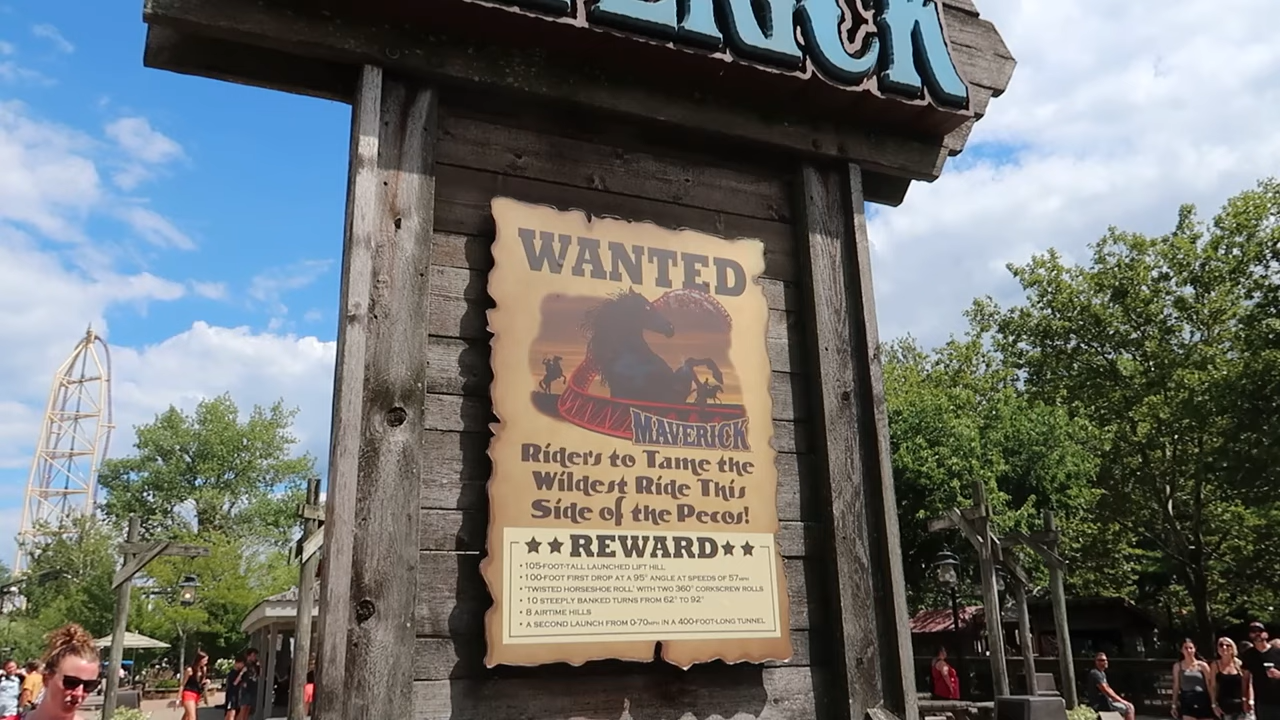 WANTED
MAVERICK
Riders to Tame the
Wildest Ride This
Side of the Pecos!
★★REWARD★★
• 105-FOOT-TALL LAUNCHED LIFT HILL
• 100-FOOT FIRST DROP AT A 95° ANGLE AT SPEEDS OF 57MPH
• 'TWISTED HORSESHOE ROLL' WITH TWO 360° CORKSCREW ROLLS
• 10 STEEPLY BANKED TURNS FROM 62° TO 92°
• 8 AIRTIME HILLS
• A SECOND LAUNCH FROM 0-70MPH IN A 400-FOOT-LONG TUNNEL